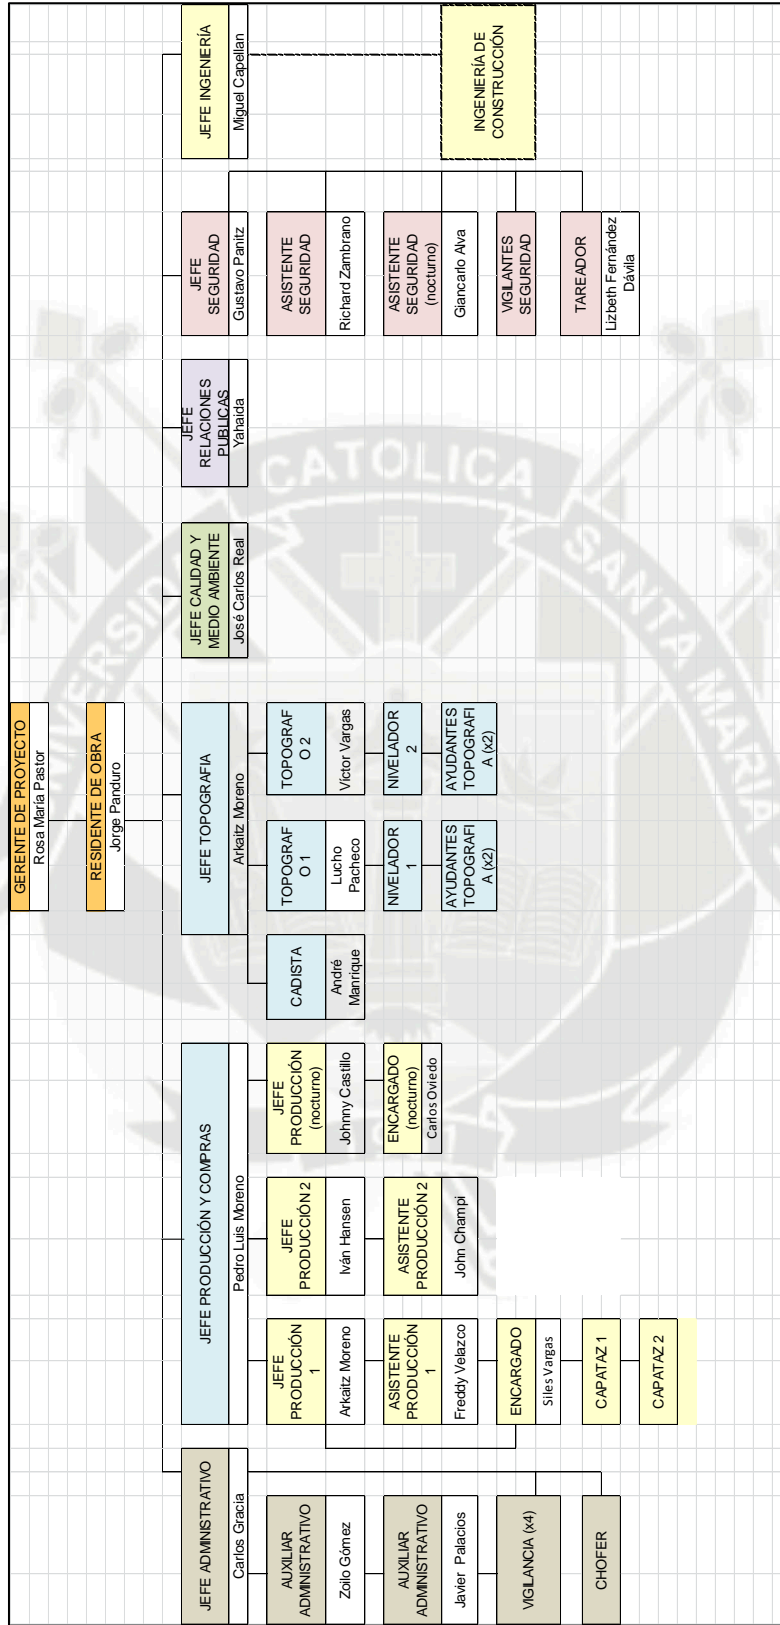 GERENTE DE PROYECTO
Rosa María Pastor
RESIDENTE DE OBRA
Jorge Panduro
JEFE ADMINISTRATIVO
Carlos Gracia
AUXILIAR
ADMINISTRATIVO
Zoilo Gómez
AUXILIAR
ADMINISTRATIVO
Javier Palacios
VIGILANCIA (x4)
CHOFER
JEFE PRODUCCIÓN Y COMPRAS
Pedro Luis Moreno
JEFE
PRODUCCIÓN
1
Arkaitz Moreno
ASISTENTE
PRODUCCIÓN
1
Freddy Velazco
ENCARGADO
Siles Vargas
CAPATAZ 1
CAPATAZ 2
JEFE
PRODUCCIÓN 2
Iván Hansen
ASISTENTE
PRODUCCIÓN 2
John Champi
JEFE
PRODUCCIÓN
(nocturno)
Johnny Castillo
ENCARGADO
(nocturno)
Carlos Oviedo
JEFE TOPOGRAFIA
Arkaitz Moreno
CADISTA
André
Manrique
TOPOGRAF
O 1
Lucho
Pacheco
NIVELADOR
1
AYUDANTES
TOPOGRAFI
A (x2)
TOPOGRAF
O 2
Víctor Vargas
NIVELADOR
2
AYUDANTES
TOPOGRAFI
A (x2)
JEFE CALIDAD Y
MEDIO AMBIENTE
José Carlos Real
JEFE
RELACIONES
PUBLICAS
Yahaida
JEFE
SEGURIDAD
Gustavo Panitz
ASISTENTE
SEGURIDAD
Richard Zambrano
ASISTENTE
SEGURIDAD
(nocturno)
Giancarlo Alva
VIGILANTES
SEGURIDAD
TAREADOR
Lizbeth Fernández
Dávila
JEFE INGENIERÍA
Miguel Capellan
INGENIERÍA DE
CONSTRUCCIÓN
CATOLICA
SANTA MARIA